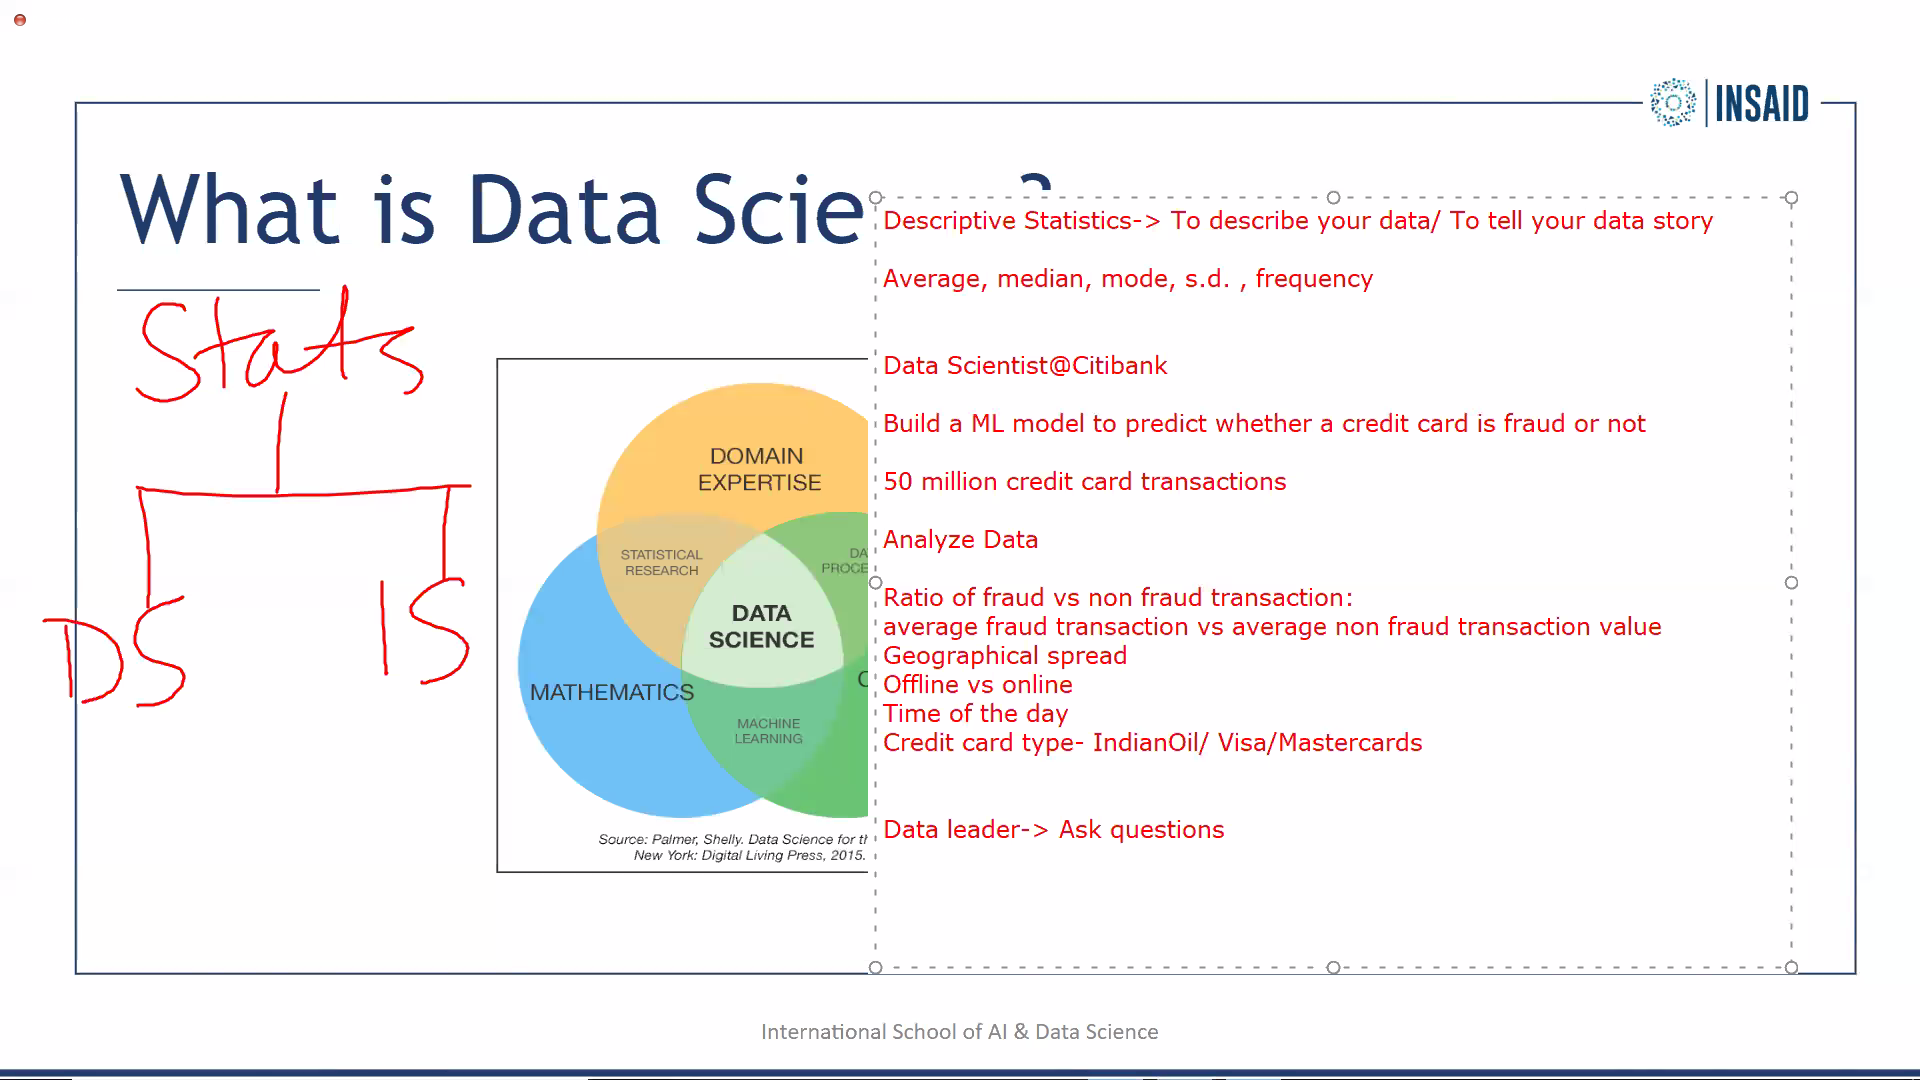 INSAID
What is Data Scie
Descriptive Statistics-> To describe your data/ To tell your data story
Average, median, mode, s.d. , frequency
Data Scientist@Citibank
Build a ML model to predict whether a credit card is fraud or not
50 million credit card transactions
Analyze Data
Ratio of fraud vs non fraud transaction:
average fraud transaction vs average non fraud transaction value
Geographical spread
Offline vs online
Time of the day
Credit card type- IndianOil/ Visa/Mastercards
Data leader-> Ask questions
Stats
DS
IS
DOMAIN
EXPERTISE
STATISTICAL
RESEARCH
DATA
SCIENCE
MATHEMATICS
MACHINE
LEARNING
Source: Palmer, Shelly. Data Science for
New York: Digital Living Press, 2015.
International School of AI & Data Science